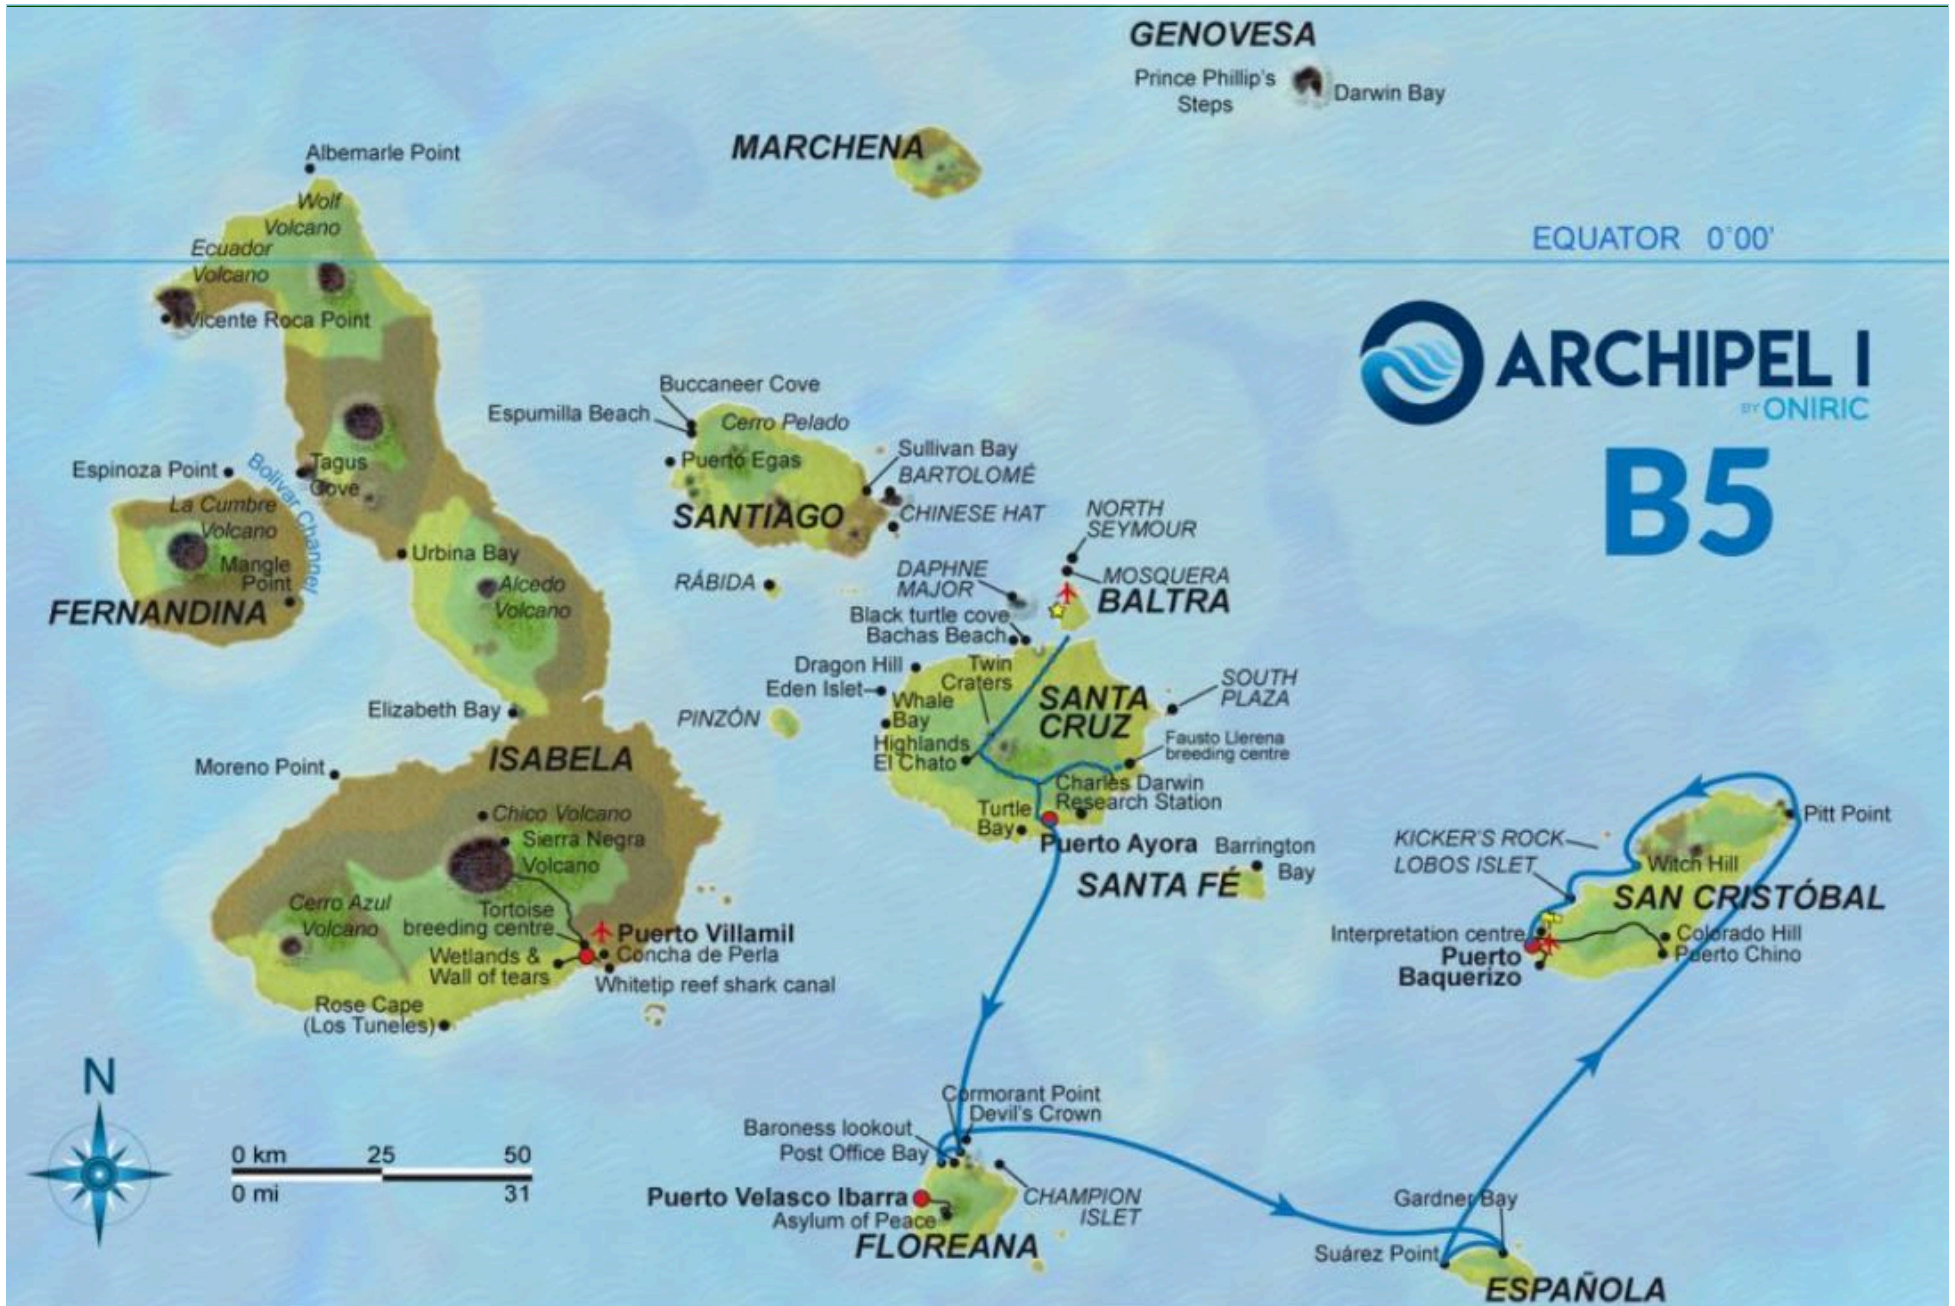 GENOVESA
Prince Phillip's
Steps
Darwin Bay
MARCHENA
Albemarle Point
Wolf
Volcano
Ecuador
Volcano
Vicente Roca Point
EQUATOR 0°00'
ARCHIPEL I
BY ONIRIC
B5
Buccaneer Cove
Espumilla Beach
Cerro Pelado
Puerto Egas
Sullivan Bay
BARTOLOMÉ
CHINESE HAT
SANTIAGO
Espinoza Point
Bolivar Channel
Tagus
Cove
La Cumbre
Volcano
Mangle
Point
FERNANDINA
Urbina Bay
Alcedo
Volcano
RÁBIDA
NORTH
SEYMOUR
DAPHNE
MAJOR
MOSQUERA
BALTRA
Black turtle cove
Bachas Beach
Dragon Hill
Eden Islet
Twin
Craters
Whale
Bay
SANTA
CRUZ
SOUTH
PLAZA
Highlands
El Chato
Fausto Llerena
breeding centre
Charles Darwin
Research Station
Turtle
Bay
Puerto Ayora
PINZÓN
Elizabeth Bay
ISABELA
Moreno Point
Chico Volcano
Sierra Negra
Volcano
Cerro Azul
Volcano
Tortoise
breeding centre
Puerto Villamil
Wetlands &
Wall of tears
Concha de Perla
Whitetip reef shark canal
Rose Cape
(Los Tuneles)
Barrington
Bay
SANTA FÉ
Pitt Point
KICKER'S ROCK
LOBOS ISLET
Witch Hill
SAN CRISTÓBAL
Interpretation centre
Colorado Hill
Puerto Chino
Puerto
Baquerizo
N
0 km 25 50
0 mi 31
Cormorant Point
Devil's Crown
Baroness lookout
Post Office Bay
Puerto Velasco Ibarra
Asylum of Peace
CHAMPION
ISLET
FLOREANA
Gardner Bay
Suárez Point
ESPAÑOLA